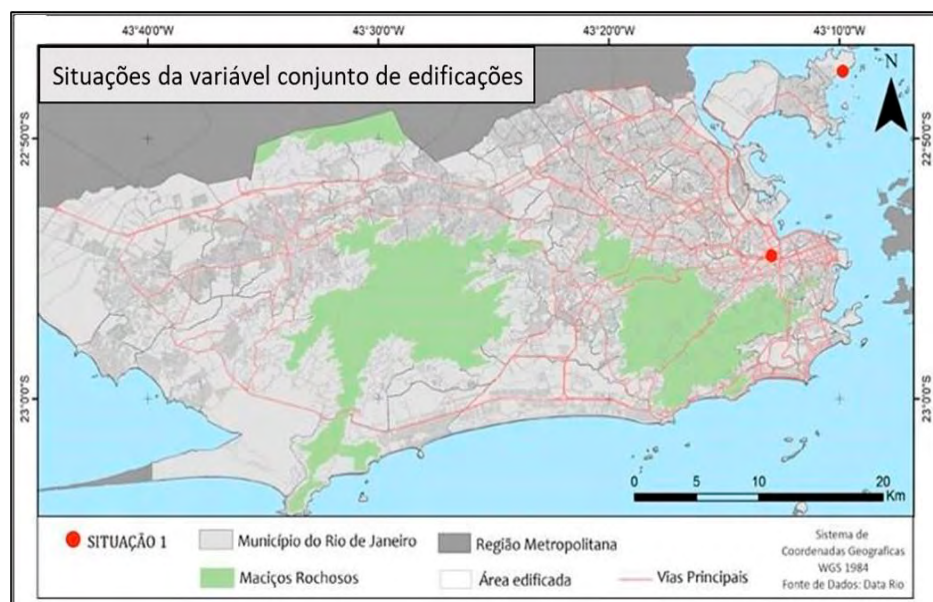 43°40'0"W 43°30'0"W 43°20'0"W 43°10'0"W
Situações da variável conjunto de edificações
N
22°50'0"S 22°50'0"S
23°0'0"S 23°0'0"S
0 5 10 20
Km
SITUAÇÃO 1 Município do Rio de Janeiro Região Metropolitana
Maciços Rochosos Área edificada Vias Principais
Sistema de
Coordenadas Geograficas
WGS 1984
Fonte de Dados: Data Rio